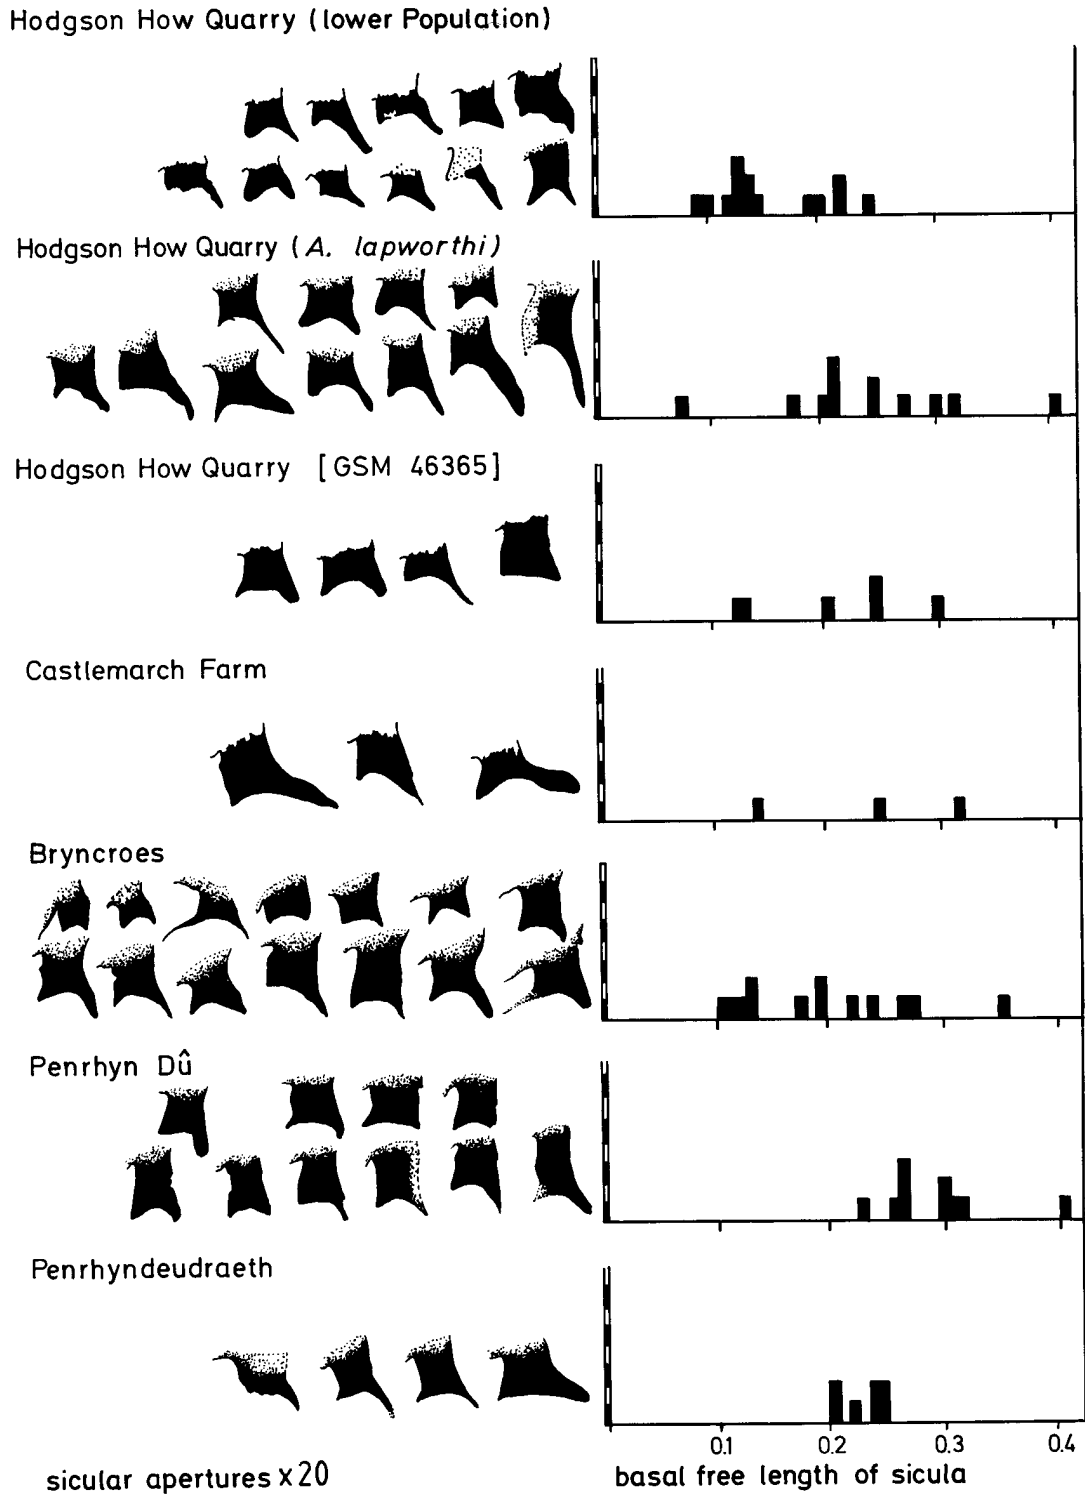 Hodgson How Quarry (lower Population)
Hodgson How Quarry (A. lapworthi)
Hodgson How Quarry [GSM 46365]
Castlemarch Farm
Bryncroes
Penrhyn Dû
Penrhyndeudraeth
0.1 0.2 0.3 0.4
sicular apertures x20
basal free length of sicula